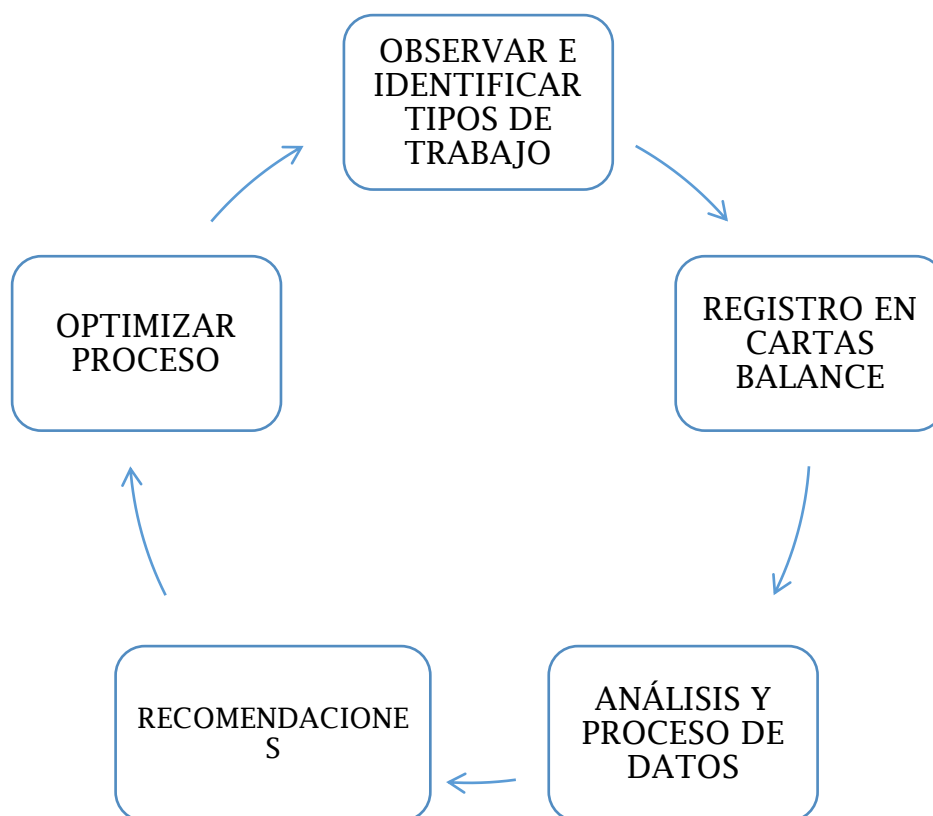 OBSERVAR E
IDENTIFICAR
TIPOS DE
TRABAJO
REGISTRO EN
CARTAS
BALANCE
ANÁLISIS Y
PROCESO DE
DATOS
RECOMENDACIONE
S
OPTIMIZAR
PROCESO